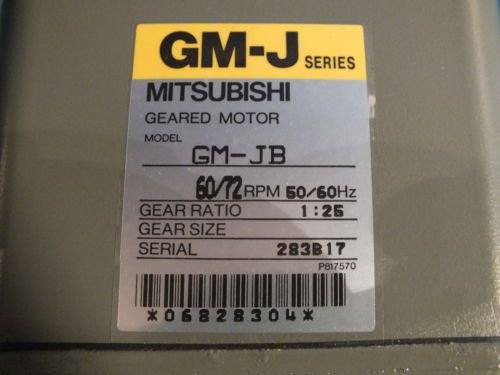 GM-J SERIES
MITSUBISHI
GEARED MOTOR
MODEL
GM-JB
60/72 RPM 50/60Hz
GEAR RATIO 1:25
GEAR SIZE
SERIAL 283B17
P817570
*06828304*